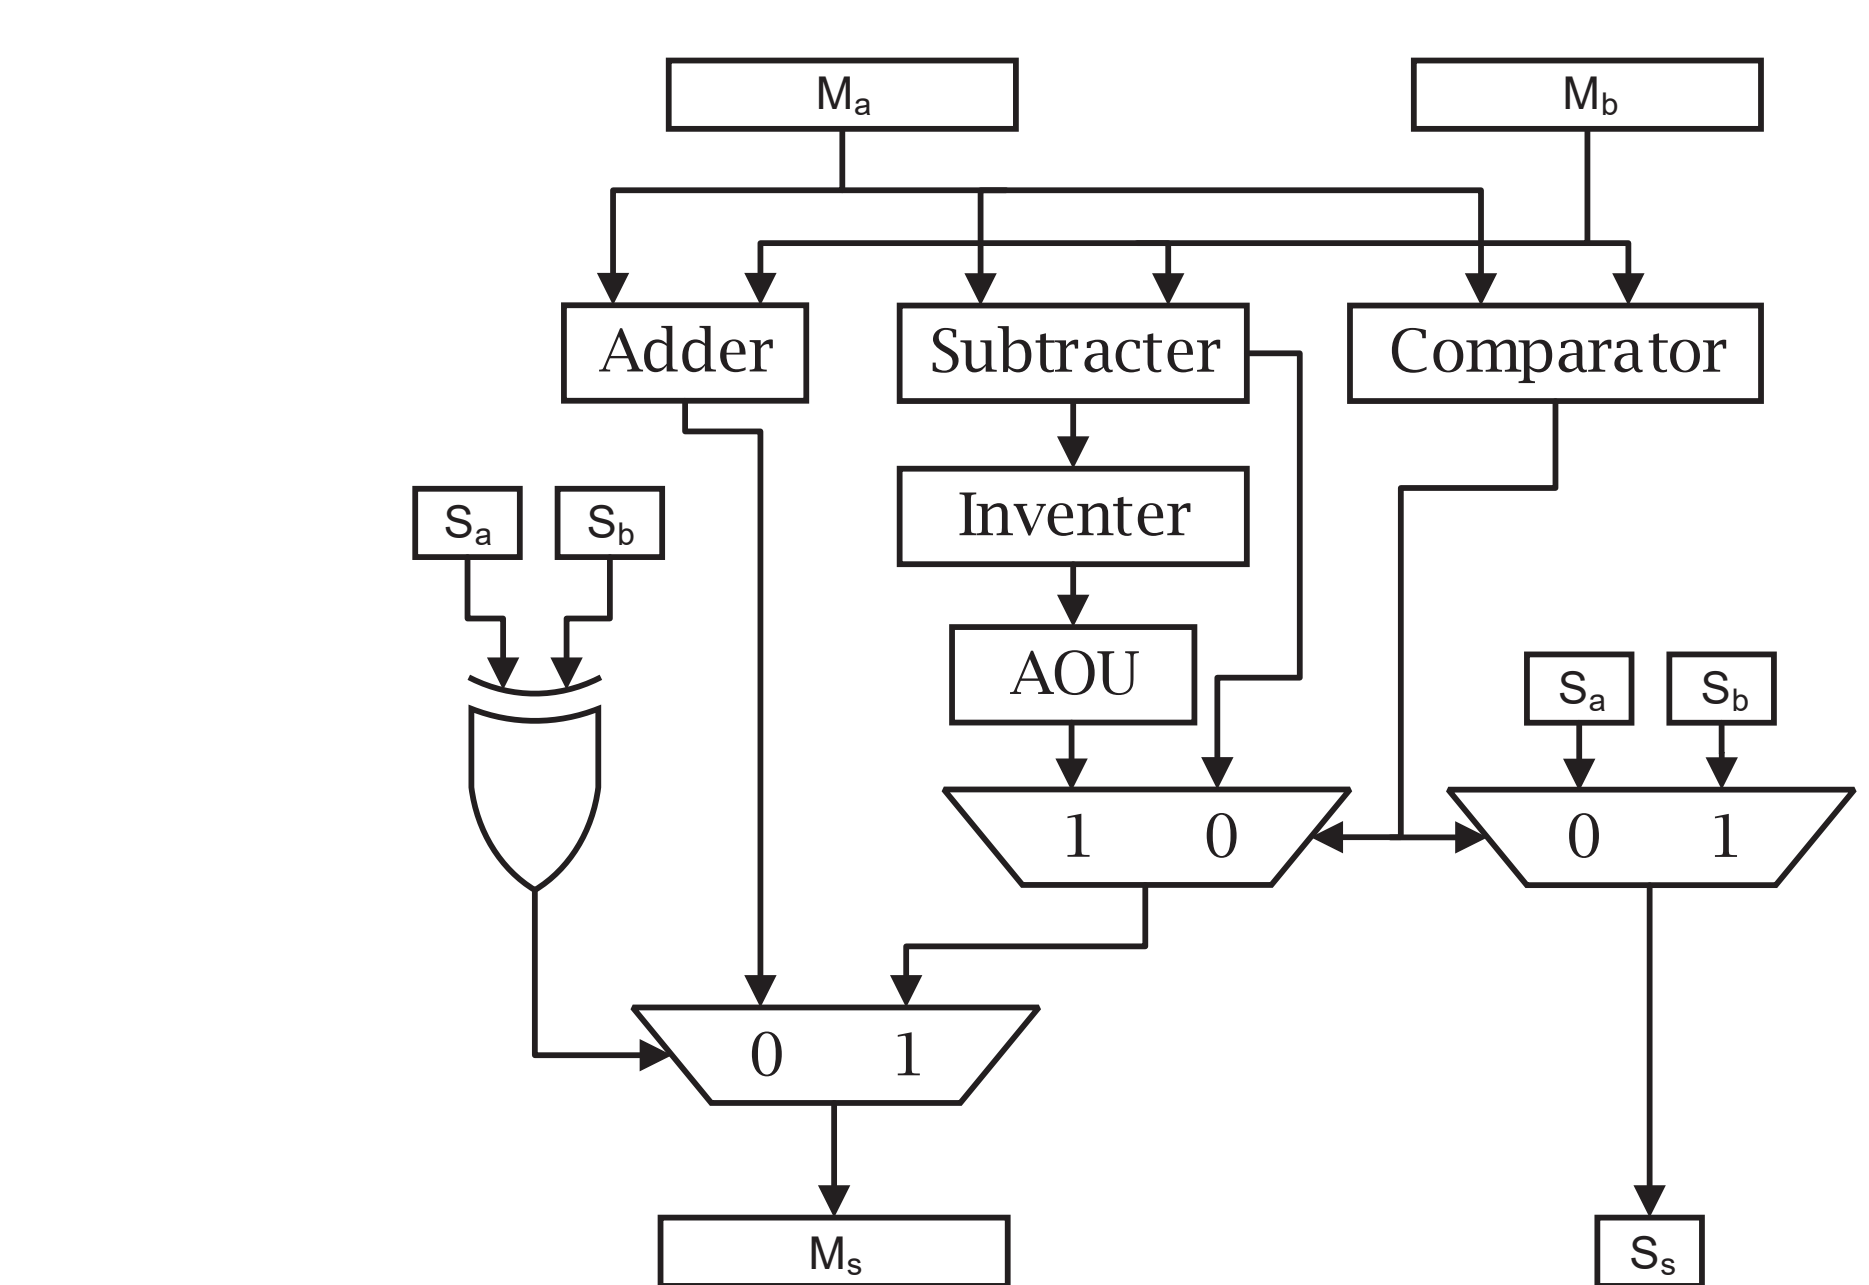 Ma
Mb
Adder
Subtracter
Comparator
Sa
Sb
Inventer
AOU
Sa
Sb
1 0
0 1
0 1
Ms
Ss